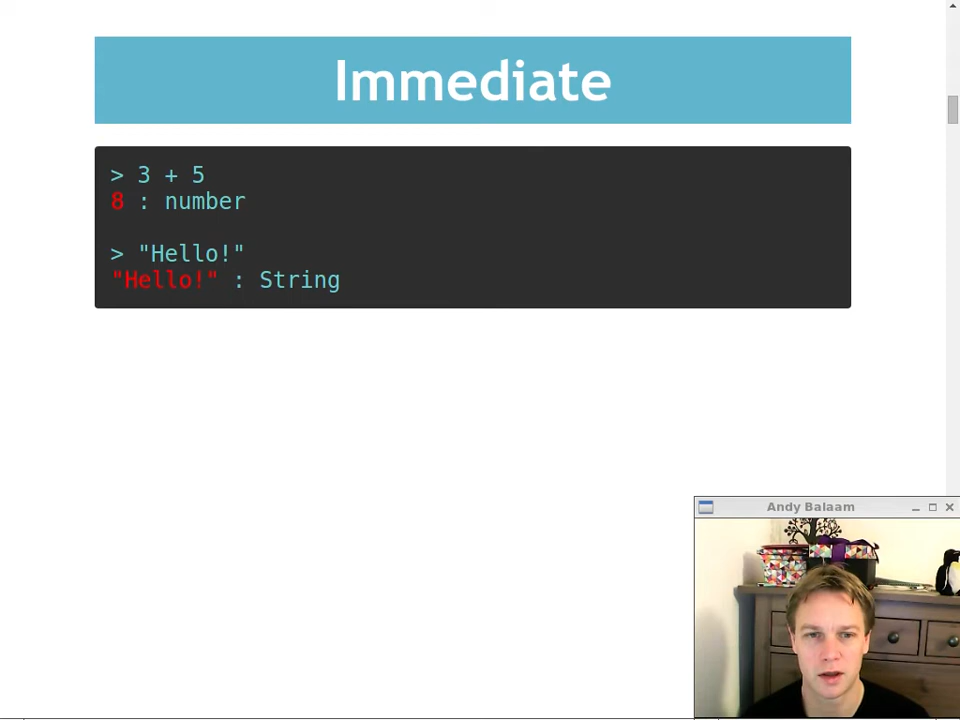 Immediate
> 3 + 5
8 : number
> "Hello!"
"Hello!" : String
Andy Balaam